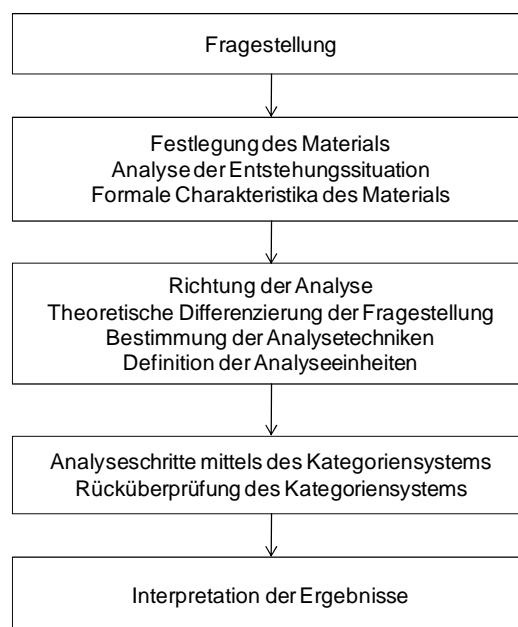 Fragestellung
Festlegung des Materials
Analyse der Entstehungssituation
Formale Charakteristika des Materials
Richtung der Analyse
Theoretische Differenzierung der Fragestellung
Bestimmung der Analysetechniken
Definition der Analyseeinheiten
Analyseschritte mittels des Kategoriensystems
Rücküberprüfung des Kategoriensystems
Interpretation der Ergebnisse